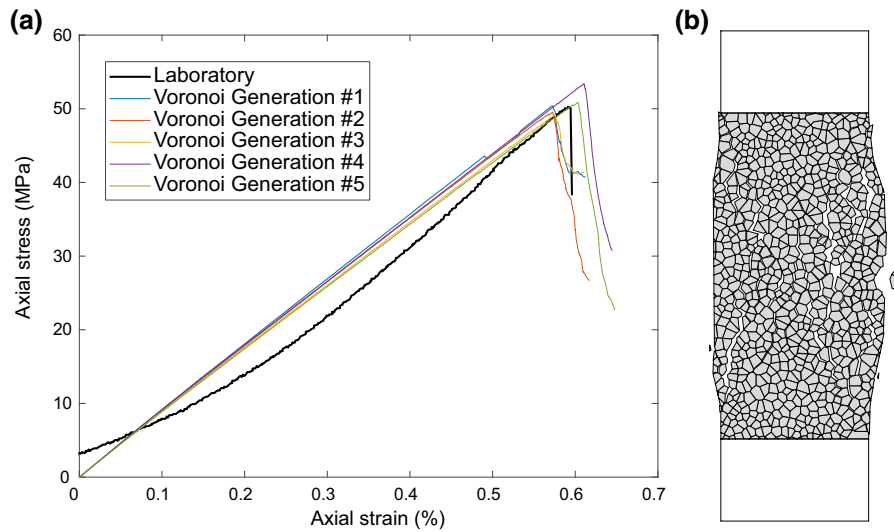 (a)
(b)
60
50
40
30
20
10
0
Axial stress (MPa)
Laboratory
Voronoi Generation #1
Voronoi Generation #2
Voronoi Generation #3
Voronoi Generation #4
Voronoi Generation #5
0 0.1 0.2 0.3 0.4 0.5 0.6 0.7
Axial strain (%)